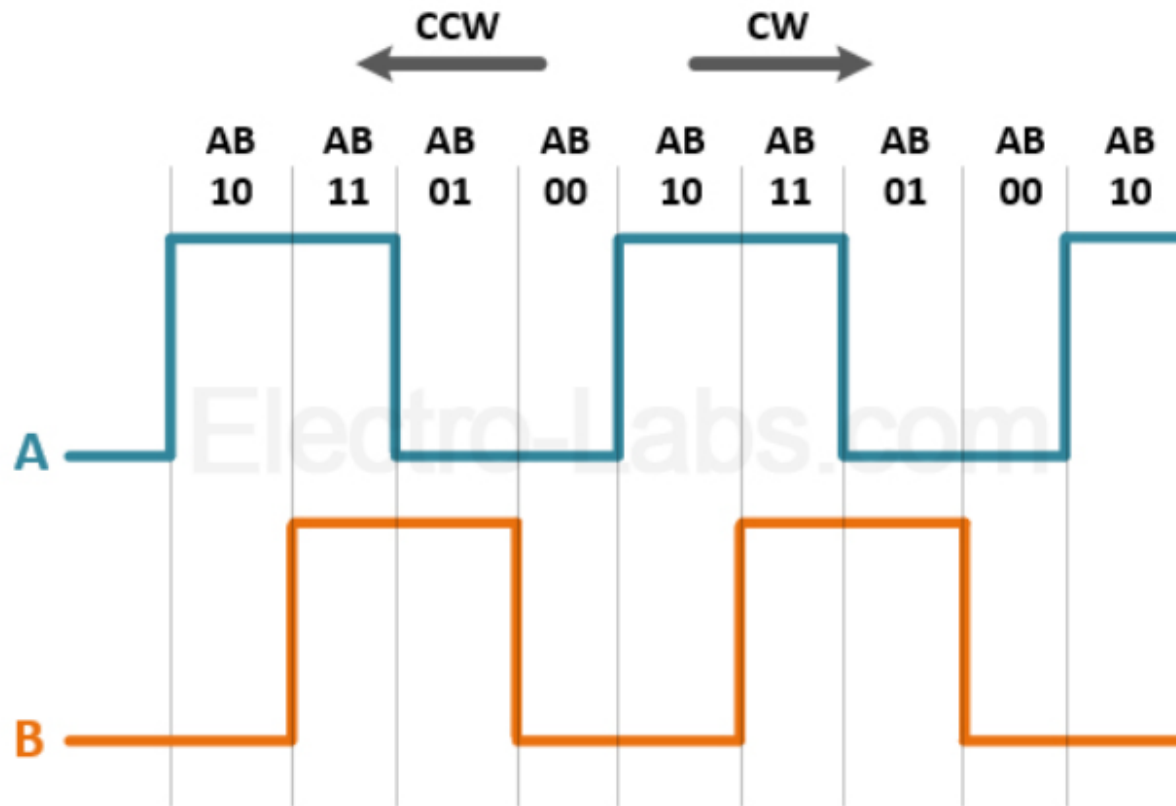 CCW CW
AB AB AB AB AB AB AB AB AB
10 11 01 00 10 11 01 00 10
Electro-Labs.com
A
B